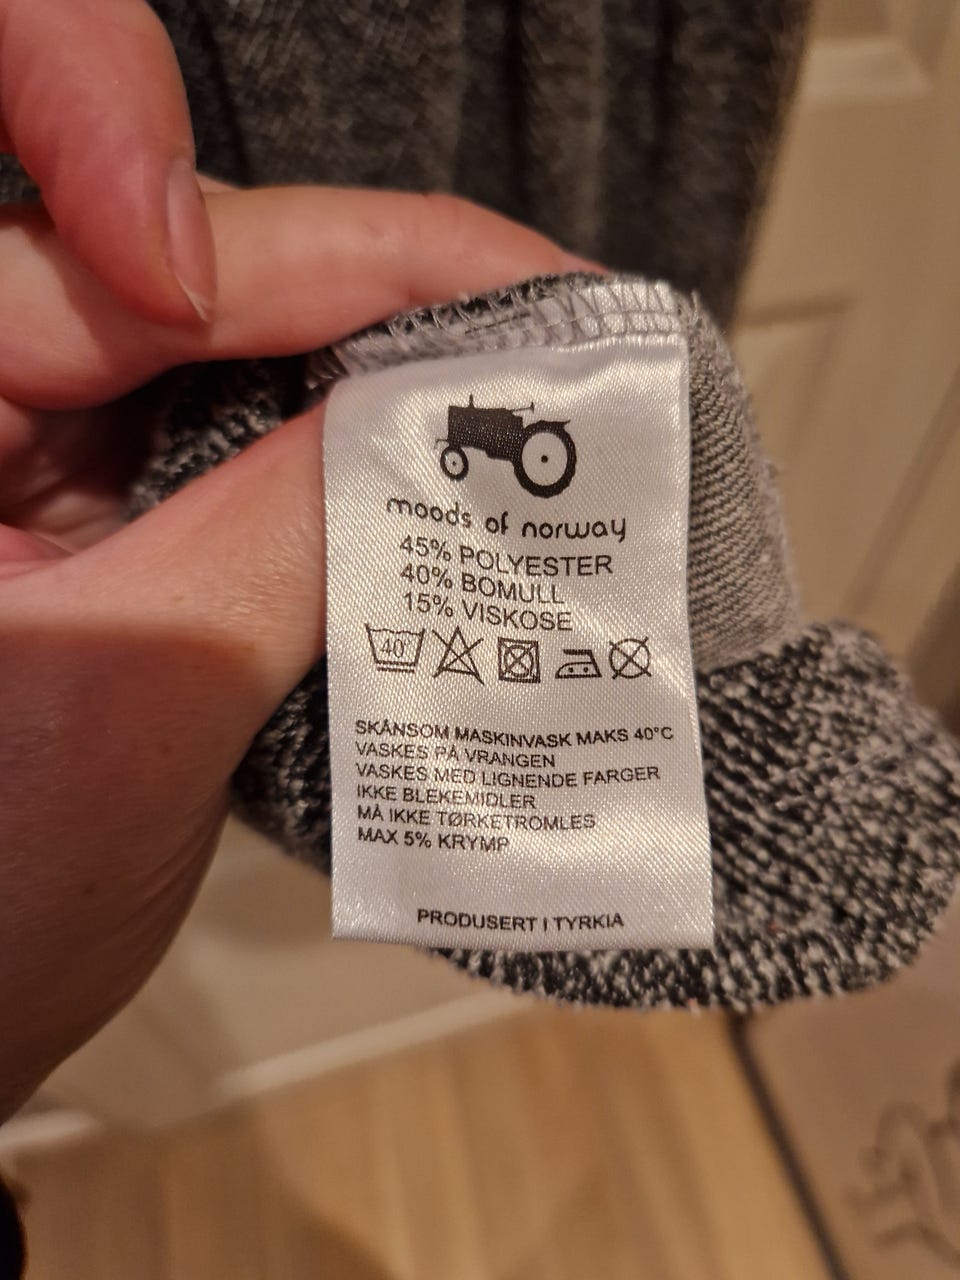 moods of norway
45% POLYESTER
40% BOMULL
15% VISKOSE
40
SKÅNSOM MASKINVASK MAKS 40°C
VASKES PÅ VRANGEN
VASKES MED LIGNENDE FARGER
IKKE BLEKEMIDLER
MÅ IKKE TØRKETROMLES
MAX 5% KRYMP
PRODUSERT I TYRKIA